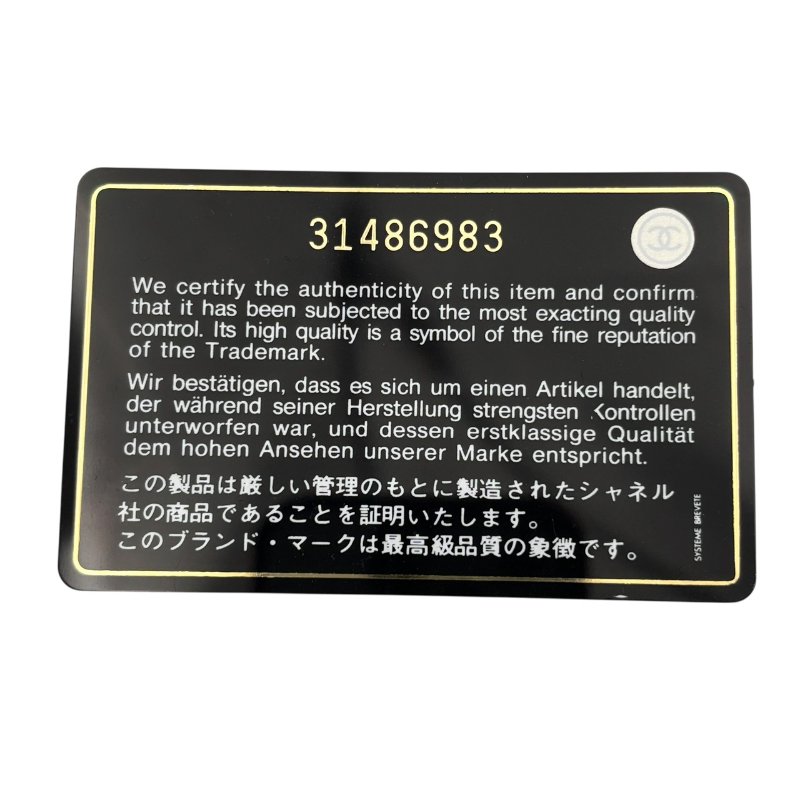 31486983
We certify the authenticity of this item and confirm
that it has been subjected to the most exacting quality
control. Its high quality is a symbol of the fine reputation
of the Trademark.
Wir bestätigen, dass es sich um einen Artikel handelt,
der während seiner Herstellung strengsten Kontrollen
unterworfen war, und dessen erstklassige Qualität
dem hohen Ansehen unserer Marke entspricht.
この製品は厳しい管理のもとに製造されたシャネル
社の商品であることを証明いたします。
このブランド・マークは最高級品質の象徴です。
SYSTEME BREVETE